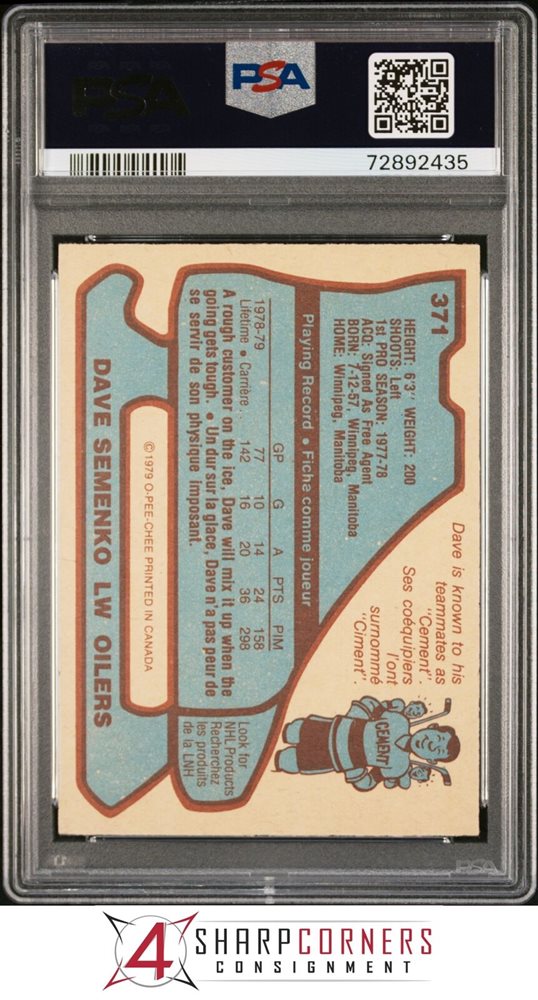 PSA
PSA
72892435
371
HEIGHT: 6'3" WEIGHT: 200
SHOOTS: Left
1st PRO SEASON: 1977-78
ACQ: Signed As Free Agent
BORN: 7-12-57, Winnipeg, Manitoba
HOME: Winnipeg, Manitoba
Dave is known to his
teammates as
"Cement".
Ses coéquipiers
l'ont
surnommé
"Ciment".
CEMENT
Playing Record • Fiche comme joueur
GP G A PTS PIM
1978-79 77 10 14 24 158
Lifetime • Carrière.. 142 16 20 36 298
A rough customer on the ice, Dave will mix it up when the
going gets tough. • Un dur sur la glace, Dave n'a pas peur de
se servir de son physique imposant.
Look for
NHL Products
Recherchez
les produits
de la LNH
© 1979 O-PEE-CHEE PRINTED IN CANADA
DAVE SEMENKO LW OILERS
PSA
4 SHARPCORNERS
CONSIGNMENT